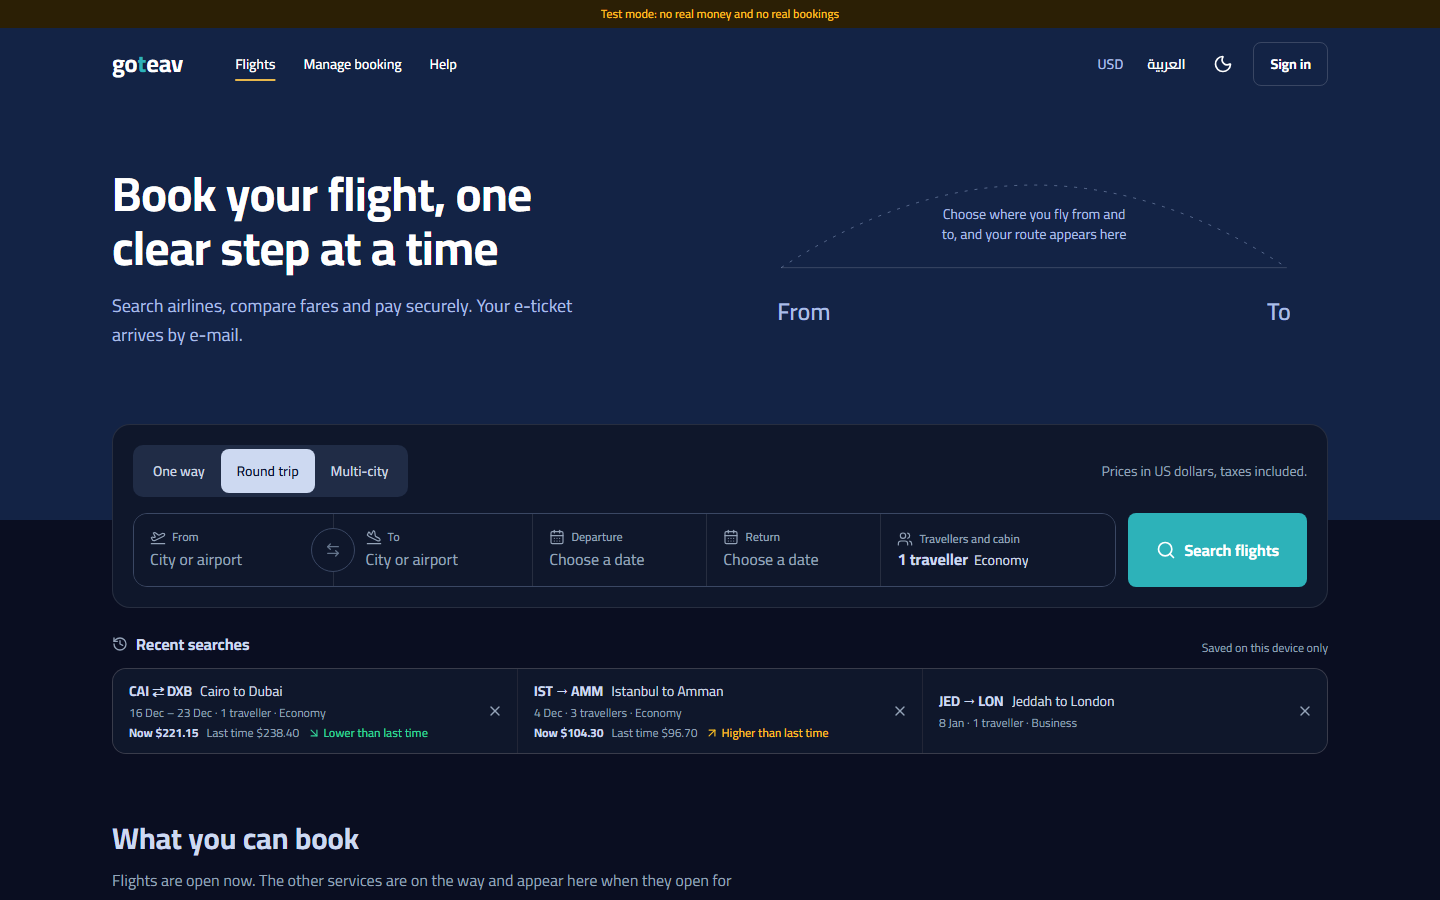 Test mode: no real money and no real bookings
goteav
Flights
Manage booking
Help
USD
العربية
Sign in
Book your flight, one
clear step at a time
Search airlines, compare fares and pay securely. Your e-ticket
arrives by e-mail.
Choose where you fly from and
to, and your route appears here
From
To
One way
Round trip
Multi-city
Prices in US dollars, taxes included.
From
City or airport
To
City or airport
Departure
Choose a date
Return
Choose a date
Travellers and cabin
1 traveller Economy
Search flights
Recent searches
Saved on this device only
CAI ⇄ DXB Cairo to Dubai
16 Dec – 23 Dec · 1 traveller · Economy
Now $221.15 Last time $238.40 ↘ Lower than last time
IST → AMM Istanbul to Amman
4 Dec · 3 travellers · Economy
Now $104.30 Last time $96.70 ↗ Higher than last time
JED → LON Jeddah to London
8 Jan · 1 traveller · Business
What you can book
Flights are open now. The other services are on the way and appear here when they open for